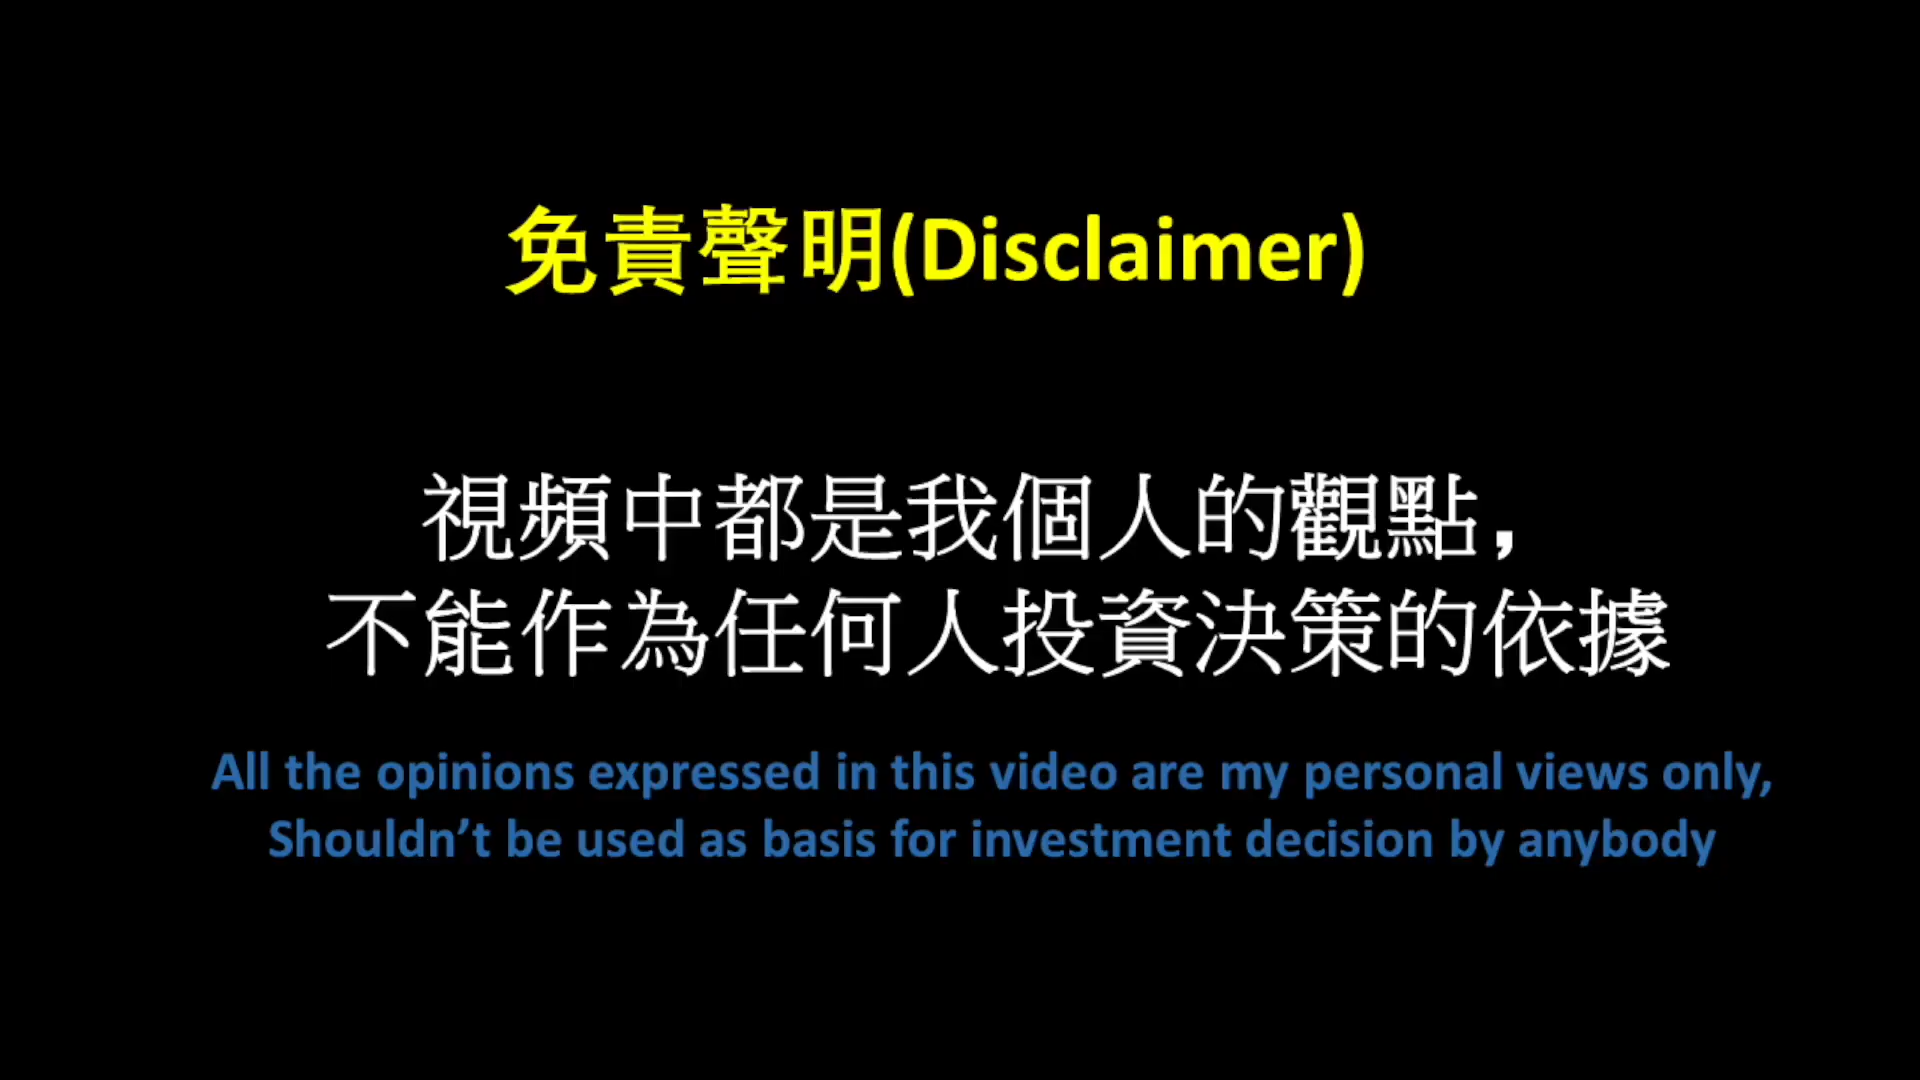 免責聲明(Disclaimer)
視頻中都是我個人的觀點，
不能作為任何人投資決策的依據
All the opinions expressed in this video are my personal views only,
Shouldn’t be used as basis for investment decision by anybody